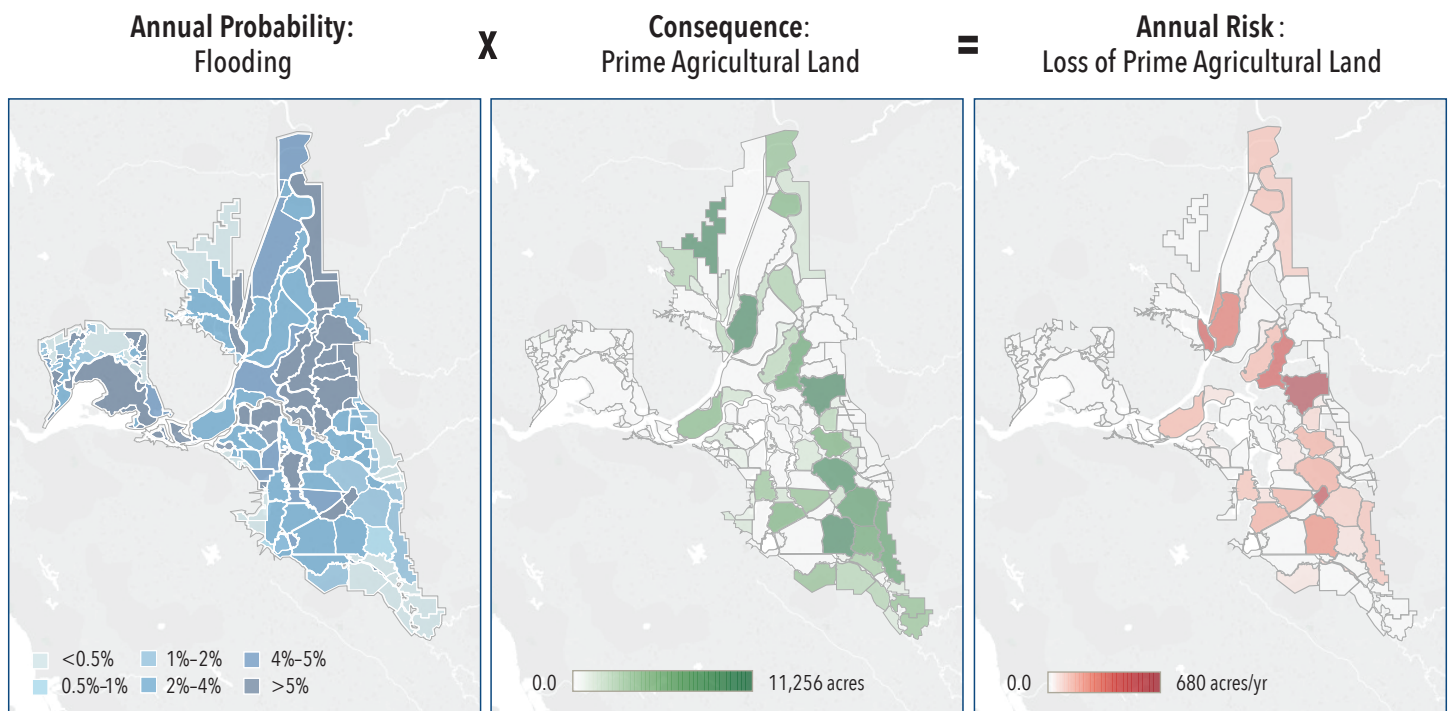 Annual Probability:
Flooding
X
Consequence:
Prime Agricultural Land
=
Annual Risk:
Loss of Prime Agricultural Land
<0.5%
1%–2%
4%–5%
0.5%–1%
2%–4%
>5%
0.0
11,256 acres
0.0
680 acres/yr